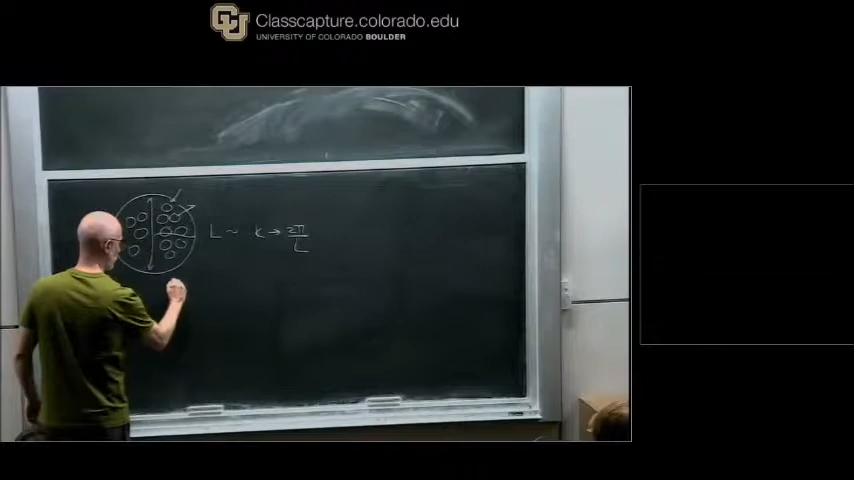 Classcapture.colorado.edu
UNIVERSITY OF COLORADO BOULDER
L ~ k → 2π/L